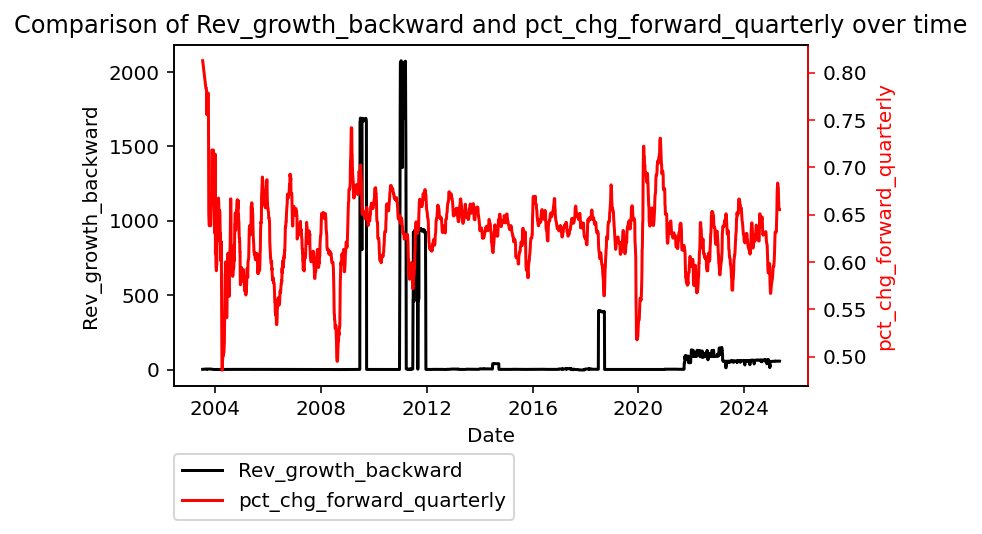 Comparison of Rev_growth_backward and pct_chg_forward_quarterly over time
2000
1500
1000
500
0
Rev_growth_backward
0.80
0.75
0.70
0.65
0.60
0.55
0.50
pct_chg_forward_quarterly
2004 2008 2012 2016 2020 2024
Date
Rev_growth_backward
pct_chg_forward_quarterly